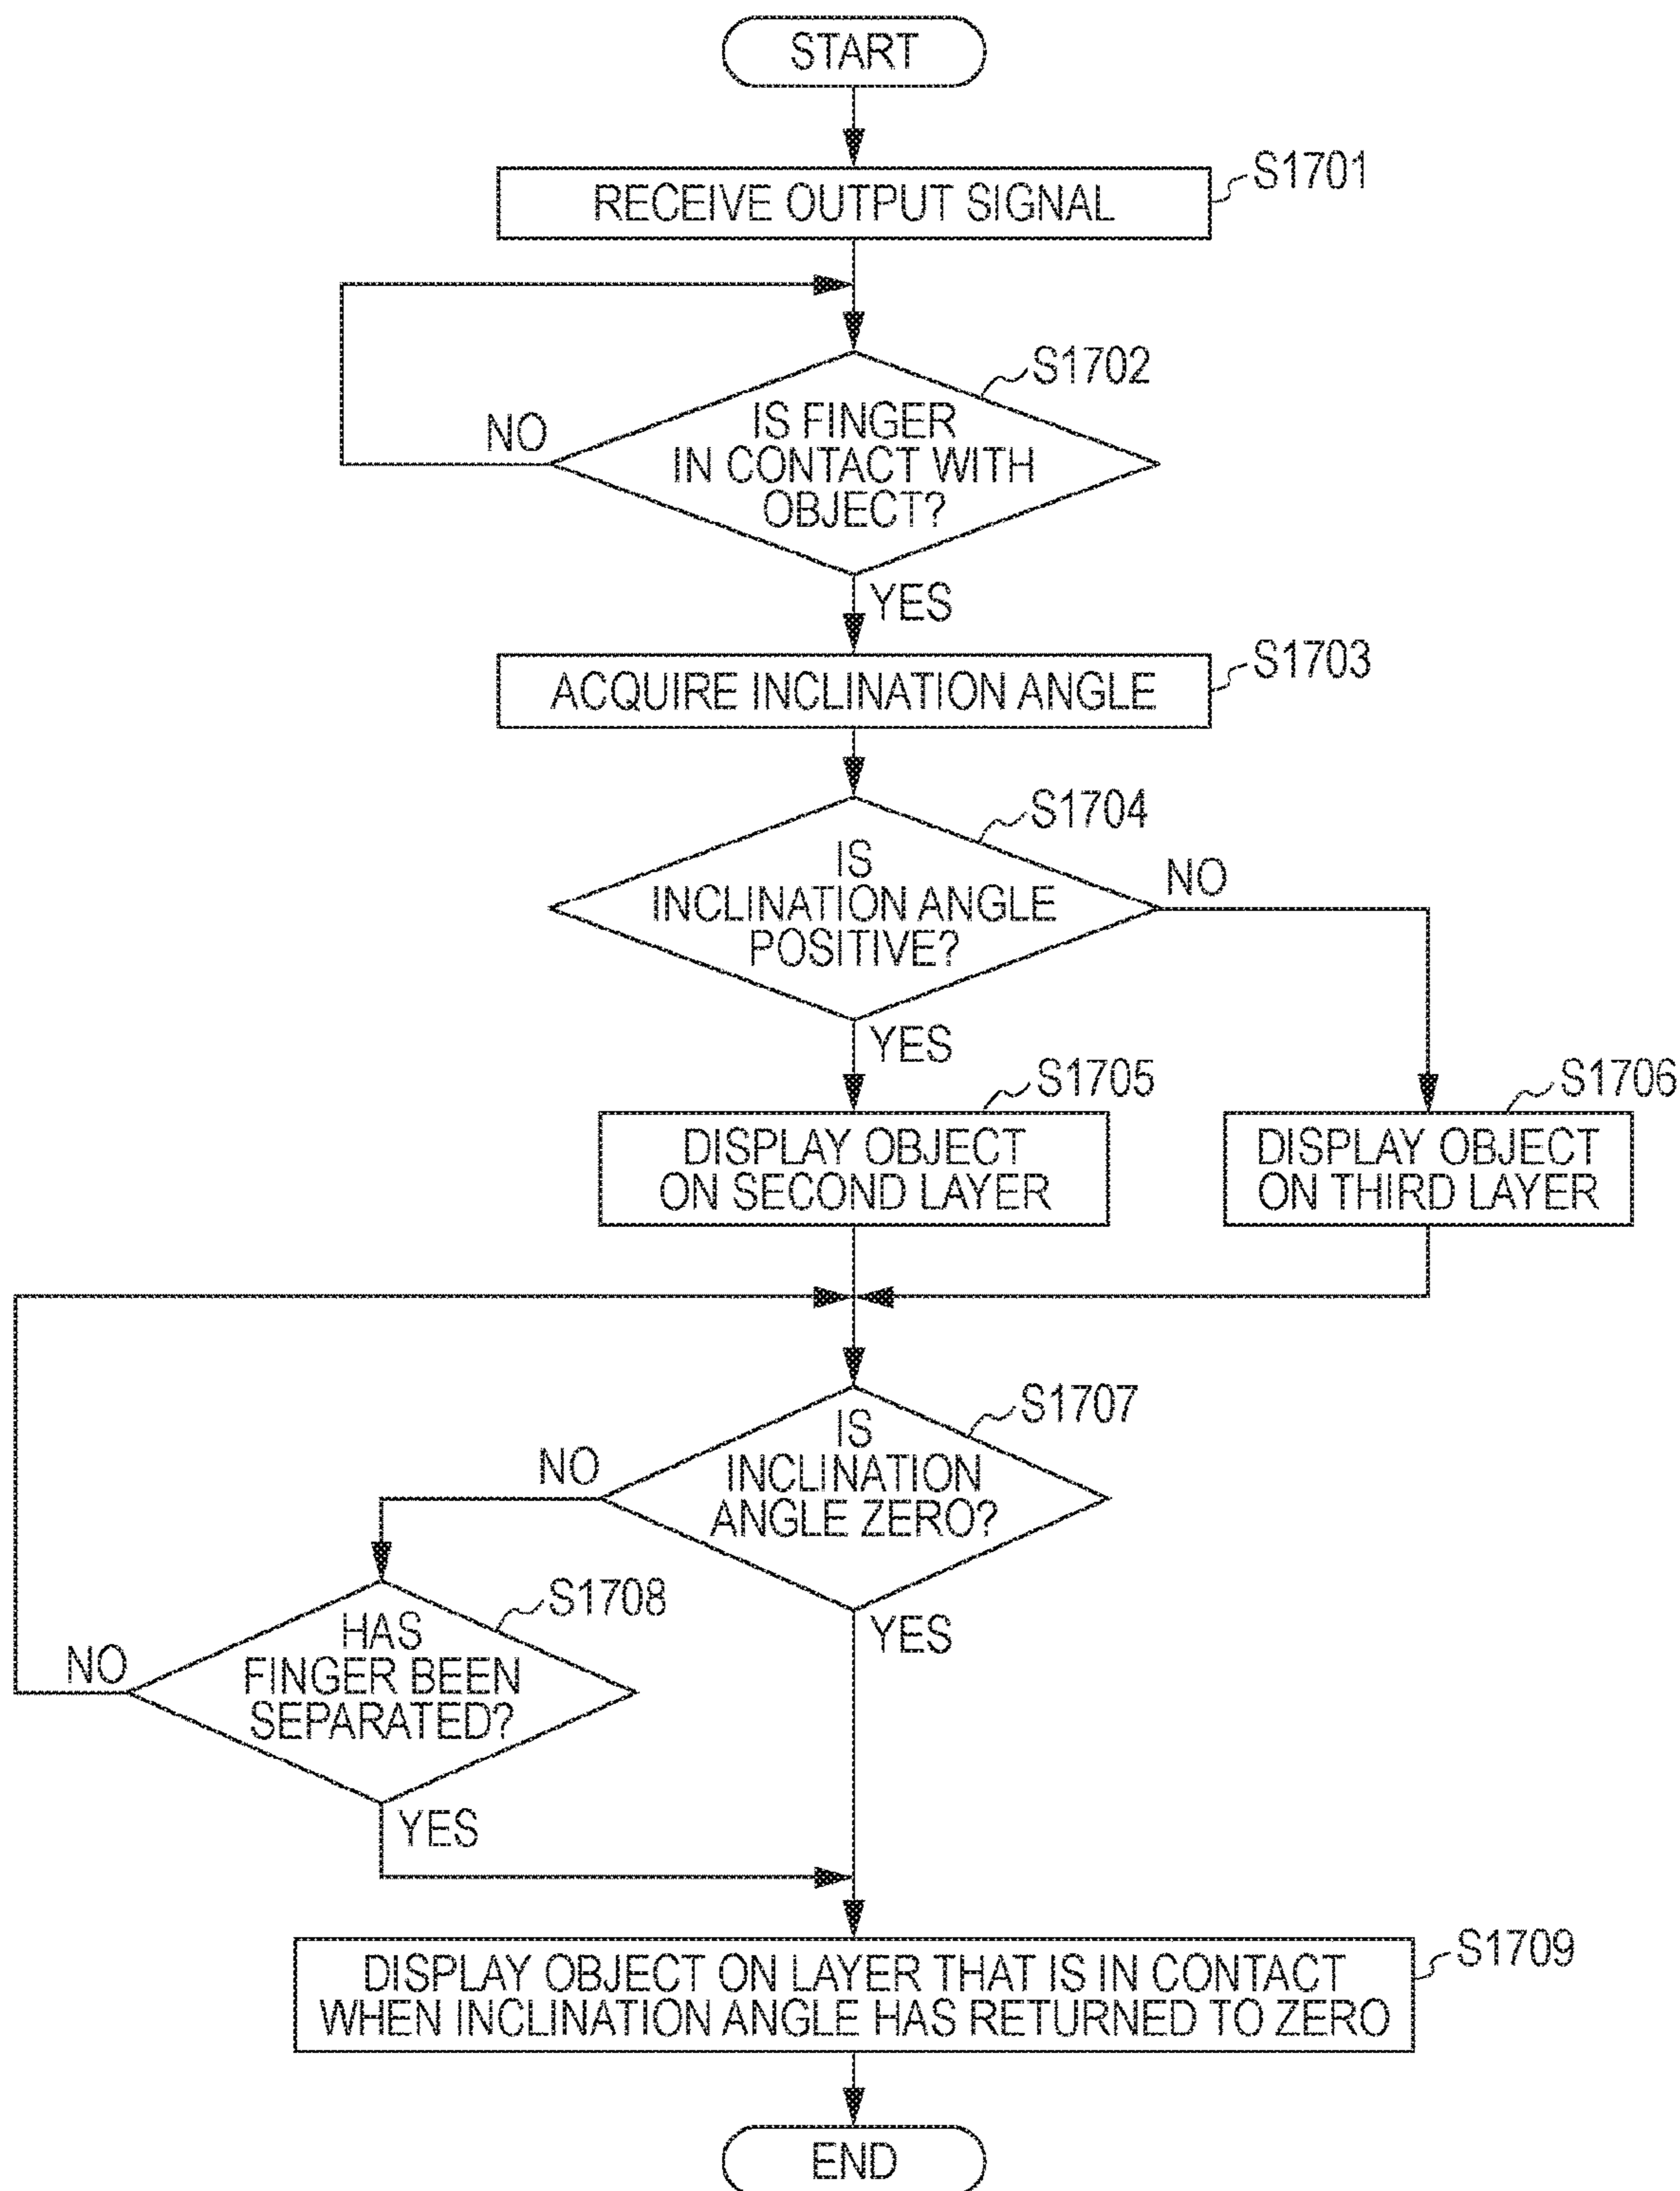 START
RECEIVE OUTPUT SIGNAL
S1701
S1702
NO
IS FINGER
IN CONTACT WITH
OBJECT?
YES
S1703
ACQUIRE INCLINATION ANGLE
S1704
IS
INCLINATION ANGLE
POSITIVE?
NO
YES
S1705
DISPLAY OBJECT
ON SECOND LAYER
S1706
DISPLAY OBJECT
ON THIRD LAYER
S1707
IS
INCLINATION
ANGLE ZERO?
NO
YES
S1708
HAS
FINGER BEEN
SEPARATED?
NO
YES
S1709
DISPLAY OBJECT ON LAYER THAT IS IN CONTACT
WHEN INCLINATION ANGLE HAS RETURNED TO ZERO
END